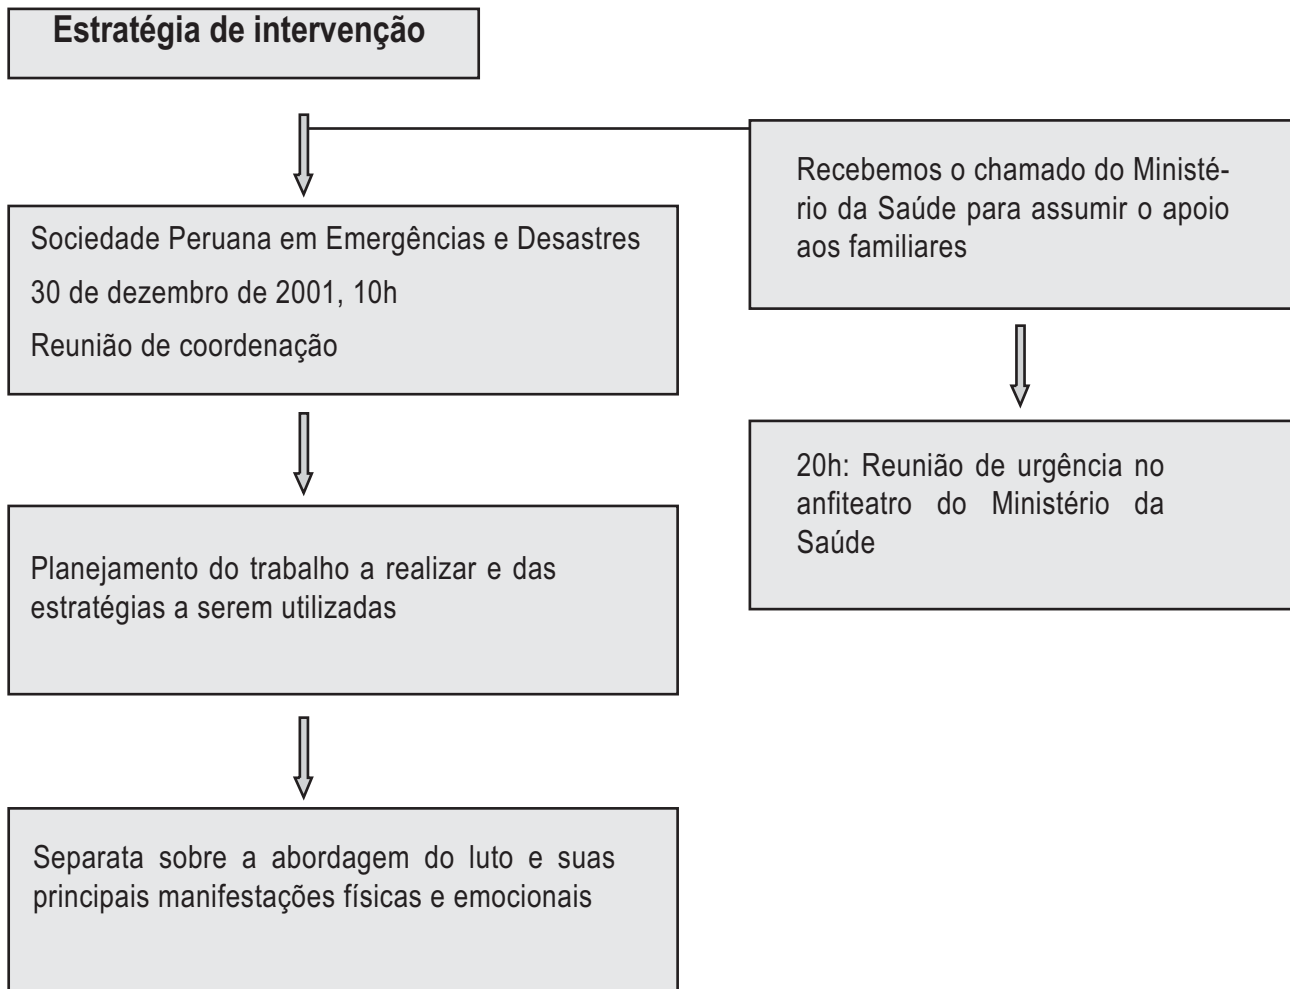 Estratégia de intervenção
Sociedade Peruana em Emergências e Desastres
30 de dezembro de 2001, 10h
Reunião de coordenação
Planejamento do trabalho a realizar e das
estratégias a serem utilizadas
Separata sobre a abordagem do luto e suas
principais manifestações físicas e emocionais
Recebemos o chamado do Ministé-
rio da Saúde para assumir o apoio
aos familiares
20h: Reunião de urgência no
anfiteatro do Ministério da
Saúde